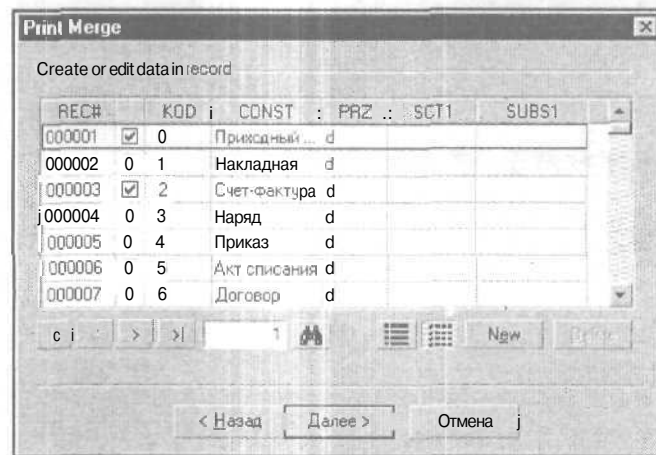 Print Merge
Create or edit data in record
REC# KOD j CONST : PRZ .: SCT1 SUBS1
000001 0 Приходный ... d
000002 0 1 Накладная d
000003 2 Счет-фактура d
j000004 0 3 Наряд d
000005 0 4 Приказ d
000006 0 5 Акт списания d
000007 0 6 Договор d
c i > >| 1 New Delete
< Назад Далее > Отмена j